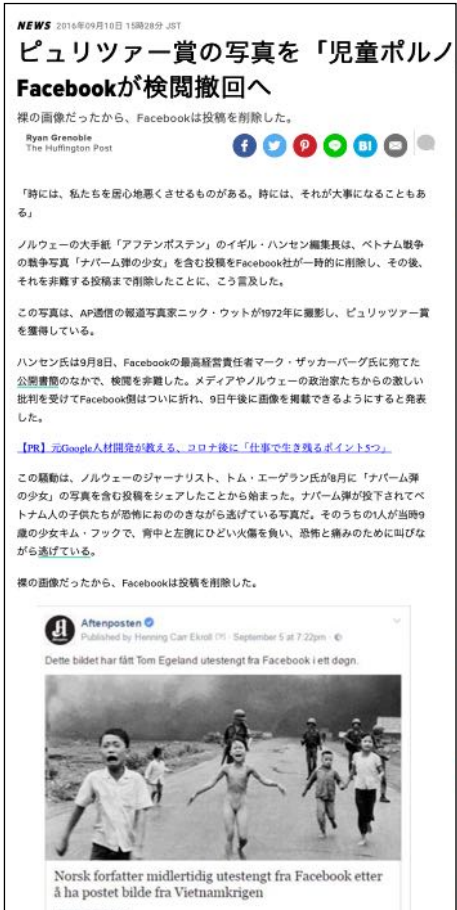 NEWS 2016年09月10日 15時28分 JST
ピュリツァー賞の写真を「児童ポルノ
Facebookが検閲撤回へ
裸の画像だったから、Facebookは投稿を削除した。
Ryan Grenoble
The Huffington Post
「時には、私たちを居心地悪くさせるものがある。時には、それが大事になることもあ
る」
ノルウェーの大手紙「アフテンポステン」のイギル・ハンセン編集長は、ベトナム戦争
の戦争写真「ナパーム弾の少女」を含む投稿をFacebook社が一時的に削除し、その後、
それを非難する投稿まで削除したことに、こう言及した。
この写真は、AP通信の報道写真家ニック・ウットが1972年に撮影し、ピュリッツァー賞
を獲得している。
ハンセン氏は9月8日、Facebookの最高経営責任者マーク・ザッカーバーグ氏に宛てた
公開書簡のなかで、検閲を非難した。メディアやノルウェーの政治家たちからの激しい
批判を受けてFacebook側はついに折れ、9日午後に画像を掲載できるようにすると発表
した。
【PR】元Google人材開発が教える、コロナ後に「仕事で生き残るポイント5つ」
この騒動は、ノルウェーのジャーナリスト、トム・エーゲラン氏が8月に「ナパーム弾
の少女」の写真を含む投稿をシェアしたことから始まった。ナパーム弾が投下されてベ
トナム人の子供たちが恐怖におののきながら逃げている写真だ。そのうちの1人が当時9
歳の少女キム・フックで、背中と左腕にひどい火傷を負い、恐怖と痛みのために叫びな
がら逃げている。
裸の画像だったから、Facebookは投稿を削除した。
Aftenposten
Published by Henning Carr Ekroll [?] · September 5 at 7:22pm ·
Dette bildet har fått Tom Egeland utestengt fra Facebook i ett døgn.
Norsk forfatter midlertidig utestengt fra Facebook etter
å ha postet bilde fra Vietnamkrigen